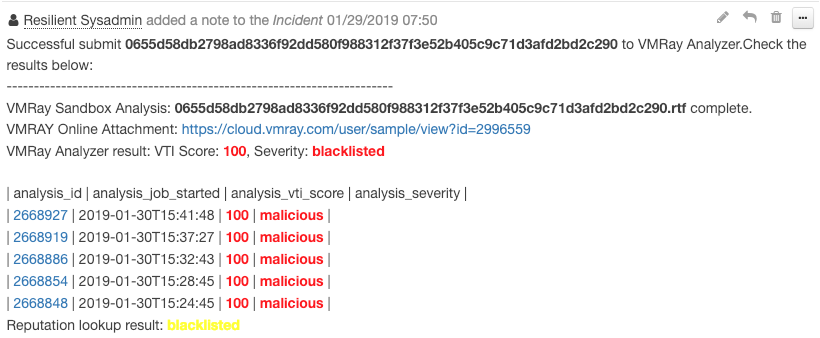 Resilient Sysadmin added a note to the Incident 01/29/2019 07:50
Successful submit 0655d58db2798ad8336f92dd580f988312f37f3e52b405c9c71d3afd2bd2c290 to VMRay Analyzer.Check the
results below:
-----------------------------------------------------------------------
VMRay Sandbox Analysis: 0655d58db2798ad8336f92dd580f988312f37f3e52b405c9c71d3afd2bd2c290.rtf complete.
VMRAY Online Attachment: https://cloud.vmray.com/user/sample/view?id=2996559
VMRay Analyzer result: VTI Score: 100, Severity: blacklisted
| analysis_id | analysis_job_started | analysis_vti_score | analysis_severity |
| 2668927 | 2019-01-30T15:41:48 | 100 | malicious |
| 2668919 | 2019-01-30T15:37:27 | 100 | malicious |
| 2668886 | 2019-01-30T15:32:43 | 100 | malicious |
| 2668854 | 2019-01-30T15:28:45 | 100 | malicious |
| 2668848 | 2019-01-30T15:24:45 | 100 | malicious |
Reputation lookup result: blacklisted